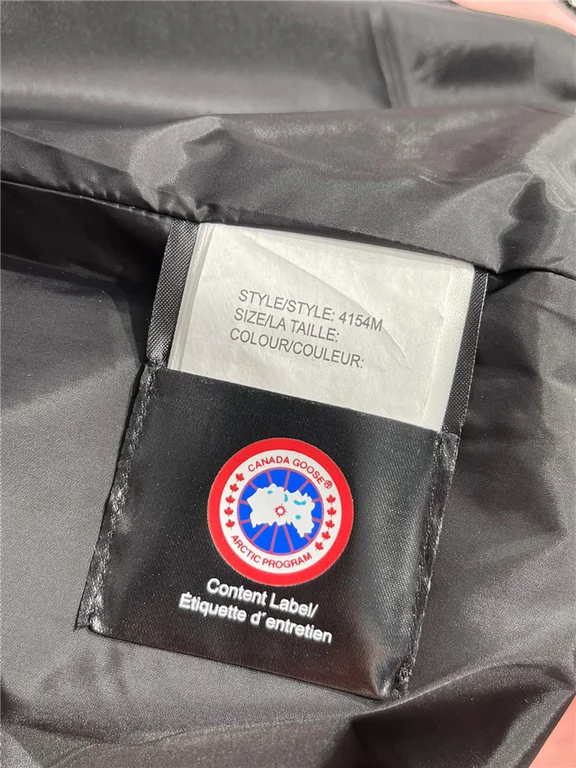 STYLE/STYLE: 4154M
SIZE/LA TAILLE:
COLOUR/COULEUR:
CANADA GOOSE®
ARCTIC PROGRAM
Content Label/
Étiquette d'entretien